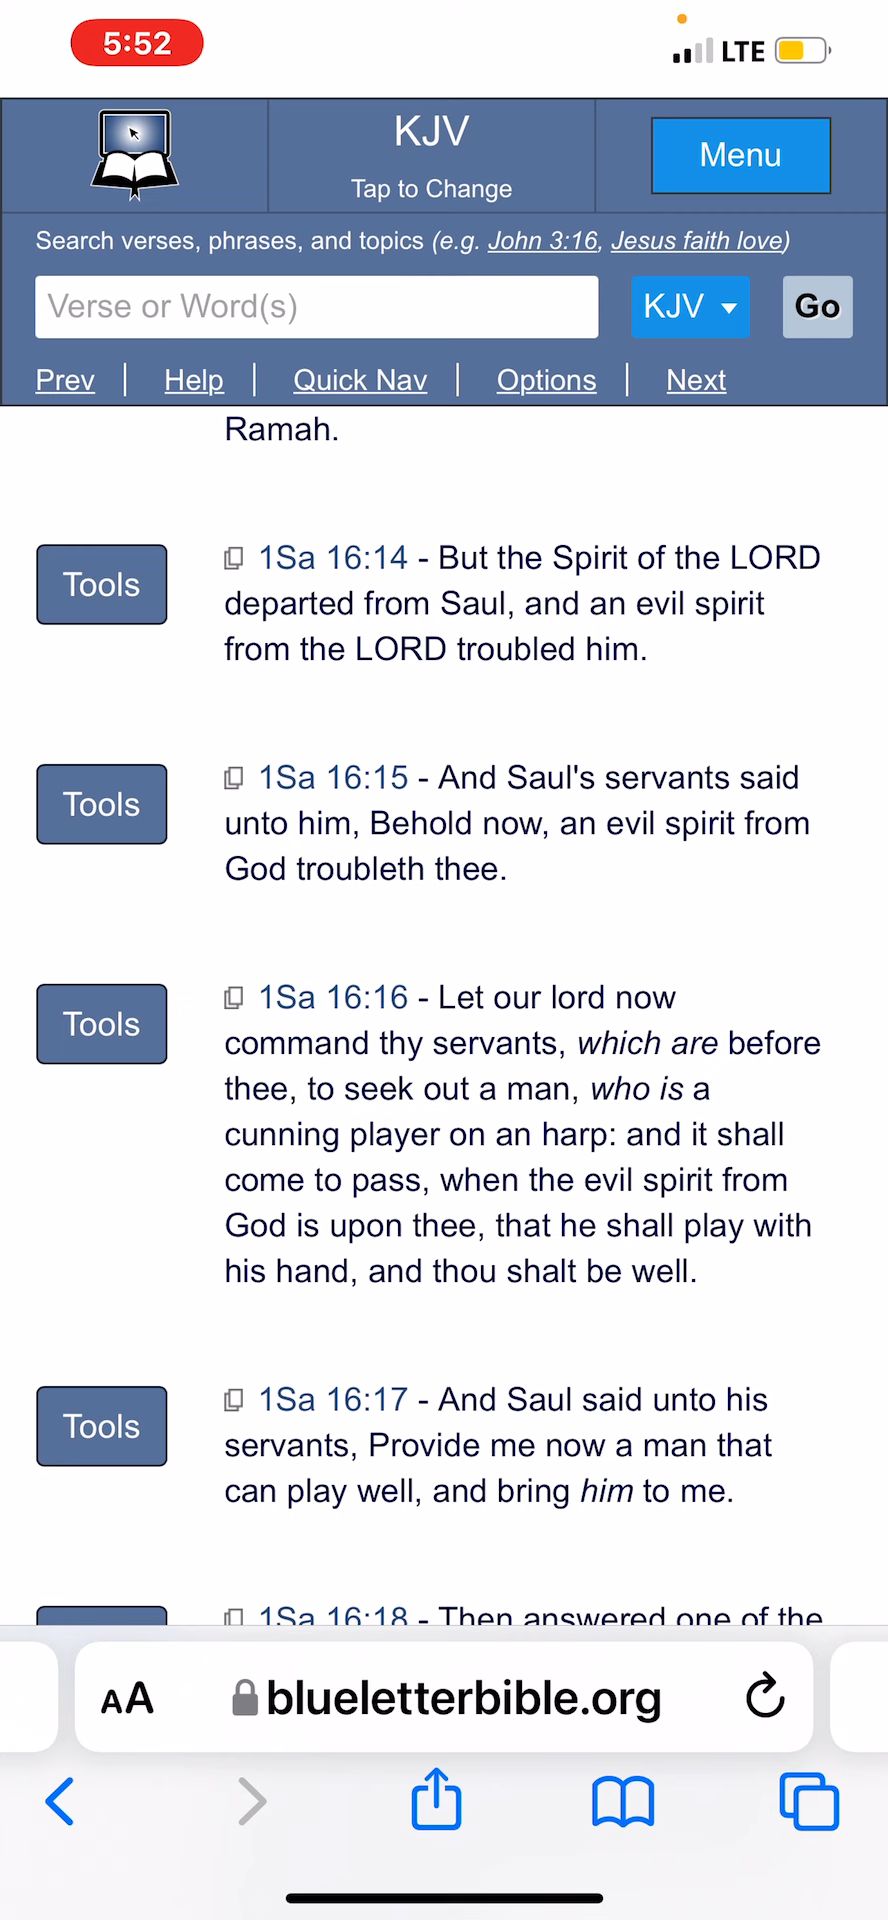 5:52
LTE
KJV
Tap to Change
Menu
Search verses, phrases, and topics (e.g. John 3:16, Jesus faith love)
Verse or Word(s)
KJV
Go
Prev | Help | Quick Nav | Options | Next
Ramah.
Tools
1Sa 16:14 - But the Spirit of the LORD
departed from Saul, and an evil spirit
from the LORD troubled him.
Tools
1Sa 16:15 - And Saul's servants said
unto him, Behold now, an evil spirit from
God troubleth thee.
Tools
1Sa 16:16 - Let our lord now
command thy servants, which are before
thee, to seek out a man, who is a
cunning player on an harp: and it shall
come to pass, when the evil spirit from
God is upon thee, that he shall play with
his hand, and thou shalt be well.
Tools
1Sa 16:17 - And Saul said unto his
servants, Provide me now a man that
can play well, and bring him to me.
1Sa 16:18 - Then answered one of the
AA
blueletterbible.org